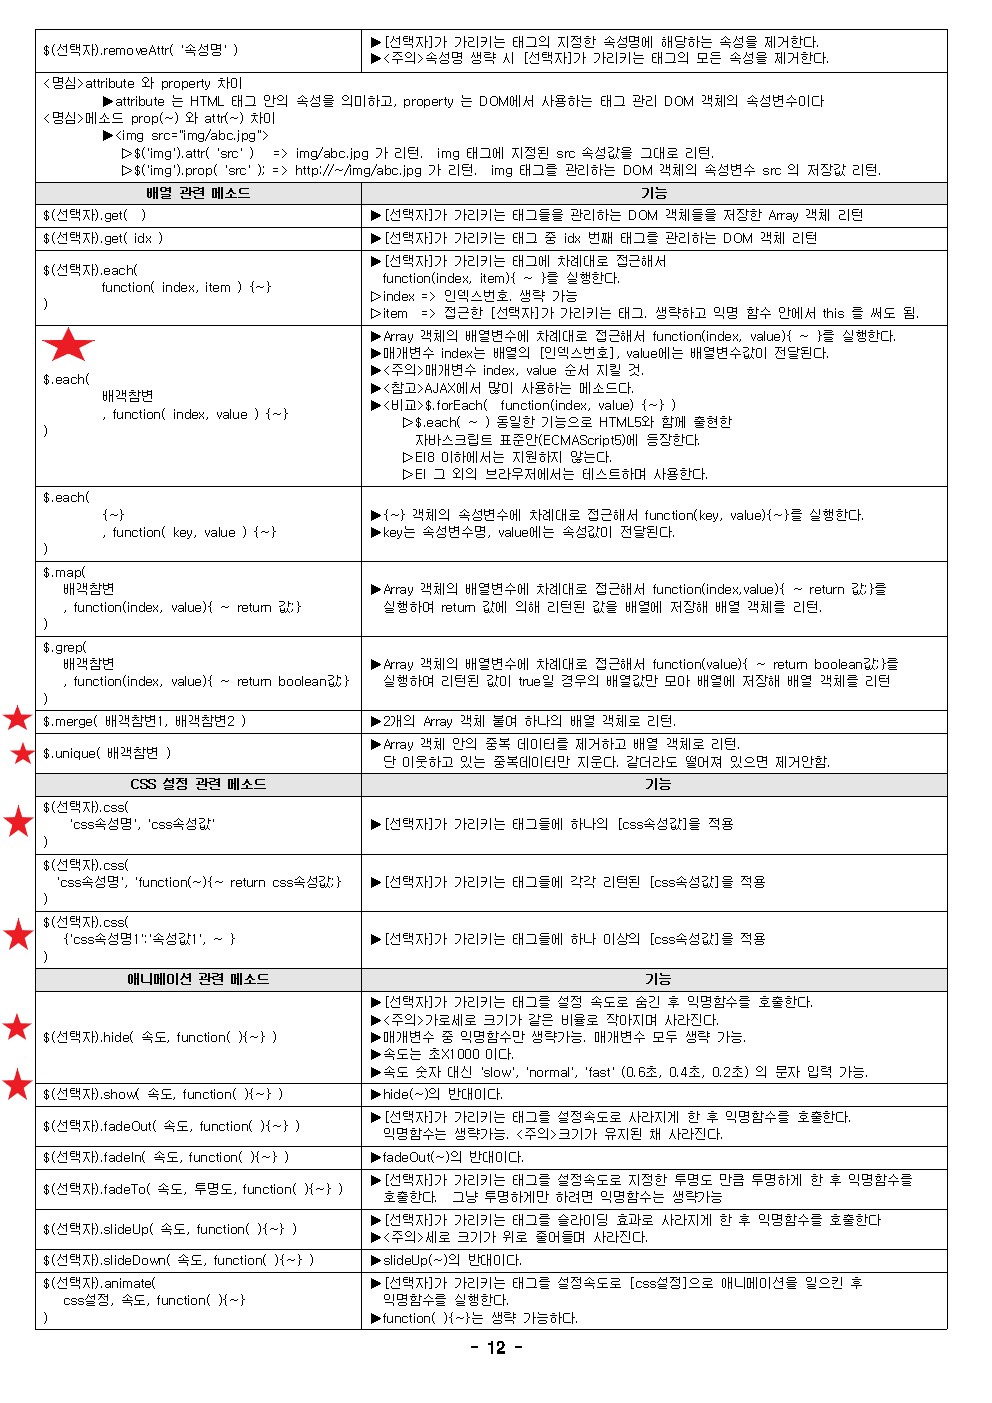 $(선택자).removeAttr( '속성명' )
▶[선택자]가 가리키는 태그의 지정한 속성명에 해당하는 속성을 제거한다.
▶<주의>속성명 생략 시 [선택자]가 가리키는 태그의 모든 속성을 제거한다.
<명심>attribute 와 property 차이
▶attribute 는 HTML 태그 안의 속성을 의미하고, property 는 DOM에서 사용하는 태그 관리 DOM 객체의 속성변수이다
<명심>메소드 prop(~) 와 attr(~) 차이
▶<img src="img/abc.jpg">
▷$('img').attr( 'src' ) => img/abc.jpg 가 리턴. img 태그에 지정된 src 속성값을 그대로 리턴.
▷$('img').prop( 'src' ); => http://~/img/abc.jpg 가 리턴. img 태그를 관리하는 DOM 객체의 속성변수 src 의 저장값 리턴.
배열 관련 메소드
기능
$(선택자).get( )
▶[선택자]가 가리키는 태그들을 관리하는 DOM 객체들을 저장한 Array 객체 리턴
$(선택자).get( idx )
▶[선택자]가 가리키는 태그 중 idx 번째 태그를 관리하는 DOM 객체 리턴
$(선택자).each(
function( index, item ) {~}
)
▶[선택자]가 가리키는 태그에 차례대로 접근해서
function(index, item){ ~ }를 실행한다.
▷index => 인덱스번호. 생략 가능
▷item => 접근한 [선택자]가 가리키는 태그. 생략하고 익명 함수 안에서 this 를 써도 됨.
$.each(
배객참변
, function( index, value ) {~}
)
▶Array 객체의 배열변수에 차례대로 접근해서 function(index, value){ ~ }를 실행한다.
▶매개변수 index는 배열의 [인덱스번호], value에는 배열변수값이 전달된다.
▶<주의>매개변수 index, value 순서 지킬 것.
▶<참고>AJAX에서 많이 사용하는 메소드다.
▶<비교>$.forEach( function(index, value) {~} )
▷$.each( ~ ) 동일한 기능으로 HTML5와 함께 출현한
자바스크립트 표준안(ECMAScript5)에 등장한다.
▷EI8 이하에서는 지원하지 않는다.
▷EI 그 외의 브라우저에서는 테스트하며 사용한다.
$.each(
{~}
, function( key, value ) {~}
)
▶{~} 객체의 속성변수에 차례대로 접근해서 function(key, value){~}를 실행한다.
▶key는 속성변수명, value에는 속성값이 전달된다.
$.map(
배객참변
, function(index, value){ ~ return 값;}
)
▶Array 객체의 배열변수에 차례대로 접근해서 function(index,value){ ~ return 값;}를
실행하며 return 값에 의해 리턴된 값을 배열에 저장해 배열 객체를 리턴.
$.grep(
배객참변
, function(index, value){ ~ return boolean값}
)
▶Array 객체의 배열변수에 차례대로 접근해서 function(value){ ~ return boolean값;}를
실행하며 리턴된 값이 true일 경우의 배열값만 모아 배열에 저장해 배열 객체를 리턴
$.merge( 배객참변1, 배객참변2 )
▶2개의 Array 객체 붙여 하나의 배열 객체로 리턴.
$.unique( 배객참변 )
▶Array 객체 안의 중복 데이터를 제거하고 배열 객체로 리턴.
단 이웃하고 있는 중복데이터만 지운다. 같더라도 떨어져 있으면 제거안함.
CSS 설정 관련 메소드
기능
$(선택자).css(
'css속성명', 'css속성값'
)
▶[선택자]가 가리키는 태그들에 하나의 [css속성값]을 적용
$(선택자).css(
'css속성명', 'function(~){~ return css속성값;}
)
▶[선택자]가 가리키는 태그들에 각각 리턴된 [css속성값]을 적용
$(선택자).css(
{'css속성명1':'속성값1', ~ }
)
▶[선택자]가 가리키는 태그들에 하나 이상의 [css속성값]을 적용
애니메이션 관련 메소드
기능
$(선택자).hide( 속도, function( ){~} )
▶[선택자]가 가리키는 태그를 설정 속도로 숨긴 후 익명함수를 호출한다.
▶<주의>가로세로 크기가 같은 비율로 작아지며 사라진다.
▶매개변수 중 익명함수만 생략가능. 매개변수 모두 생략 가능.
▶속도는 초X1000 이다.
▶속도 숫자 대신 'slow', 'normal', 'fast' (0.6초, 0.4초, 0.2초) 의 문자 입력 가능.
$(선택자).show( 속도, function( ){~} )
▶hide(~)의 반대이다.
$(선택자).fadeOut( 속도, function( ){~} )
▶[선택자]가 가리키는 태그를 설정속도로 사라지게 한 후 익명함수를 호출한다.
익명함수는 생략가능. <주의>크기가 유지된 채 사라진다.
$(선택자).fadeIn( 속도, function( ){~} )
▶fadeOut(~)의 반대이다.
$(선택자).fadeTo( 속도, 투명도, function( ){~} )
▶[선택자]가 가리키는 태그를 설정속도로 지정한 투명도 만큼 투명하게 한 후 익명함수를
호출한다. 그냥 투명하게만 하려면 익명함수는 생략가능
$(선택자).slideUp( 속도, function( ){~} )
▶[선택자]가 가리키는 태그를 슬라이딩 효과로 사라지게 한 후 익명함수를 호출한다
▶<주의>세로 크기가 위로 줄어들며 사라진다.
$(선택자).slideDown( 속도, function( ){~} )
▶slideUp(~)의 반대이다.
$(선택자).animate(
css설정, 속도, function( ){~}
)
▶[선택자]가 가리키는 태그를 설정속도로 [css설정]으로 애니메이션을 일으킨 후
익명함수를 실행한다.
▶function( ){~}는 생략 가능하다.
- 12 -